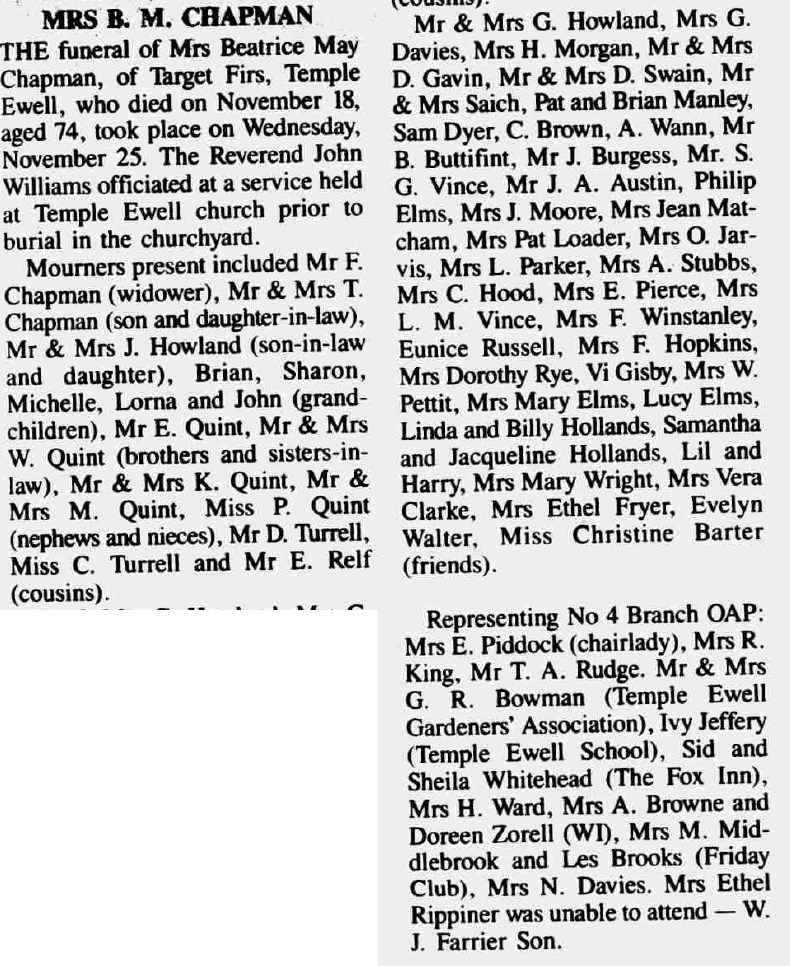 MRS B. M. CHAPMAN
THE funeral of Mrs Beatrice May
Chapman, of Target Firs, Temple
Ewell, who died on November 18,
aged 74, took place on Wednesday,
November 25. The Reverend John
Williams officiated at a service held
at Temple Ewell church prior to
burial in the churchyard.
Mourners present included Mr F.
Chapman (widower), Mr & Mrs T.
Chapman (son and daughter-in-law),
Mr & Mrs J. Howland (son-in-law
and daughter), Brian, Sharon,
Michelle, Lorna and John (grand-
children), Mr E. Quint, Mr & Mrs
W. Quint (brothers and sisters-in-
law), Mr & Mrs K. Quint, Mr &
Mrs M. Quint, Miss P. Quint
(nephews and nieces), Mr D. Turrell,
Miss C. Turrell and Mr E. Relf
(cousins).
(cousins).
Mr & Mrs G. Howland, Mrs G.
Davies, Mrs H. Morgan, Mr & Mrs
D. Gavin, Mr & Mrs D. Swain, Mr
& Mrs Saich, Pat and Brian Manley,
Sam Dyer, C. Brown, A. Wann, Mr
B. Buttifint, Mr J. Burgess, Mr. S.
G. Vince, Mr J. A. Austin, Philip
Elms, Mrs J. Moore, Mrs Jean Mat-
cham, Mrs Pat Loader, Mrs O. Jar-
vis, Mrs L. Parker, Mrs A. Stubbs,
Mrs C. Hood, Mrs E. Pierce, Mrs
L. M. Vince, Mrs F. Winstanley,
Eunice Russell, Mrs F. Hopkins,
Mrs Dorothy Rye, Vi Gisby, Mrs W.
Pettit, Mrs Mary Elms, Lucy Elms,
Linda and Billy Hollands, Samantha
and Jacqueline Hollands, Lil and
Harry, Mrs Mary Wright, Mrs Vera
Clarke, Mrs Ethel Fryer, Evelyn
Walter, Miss Christine Barter
(friends).
Representing No 4 Branch OAP:
Mrs E. Piddock (chairlady), Mrs R.
King, Mr T. A. Rudge. Mr & Mrs
G. R. Bowman (Temple Ewell
Gardeners' Association), Ivy Jeffery
(Temple Ewell School), Sid and
Sheila Whitehead (The Fox Inn),
Mrs H. Ward, Mrs A. Browne and
Doreen Zorell (WI), Mrs M. Mid-
dlebrook and Les Brooks (Friday
Club), Mrs N. Davies. Mrs Ethel
Rippiner was unable to attend — W.
J. Farrier Son.